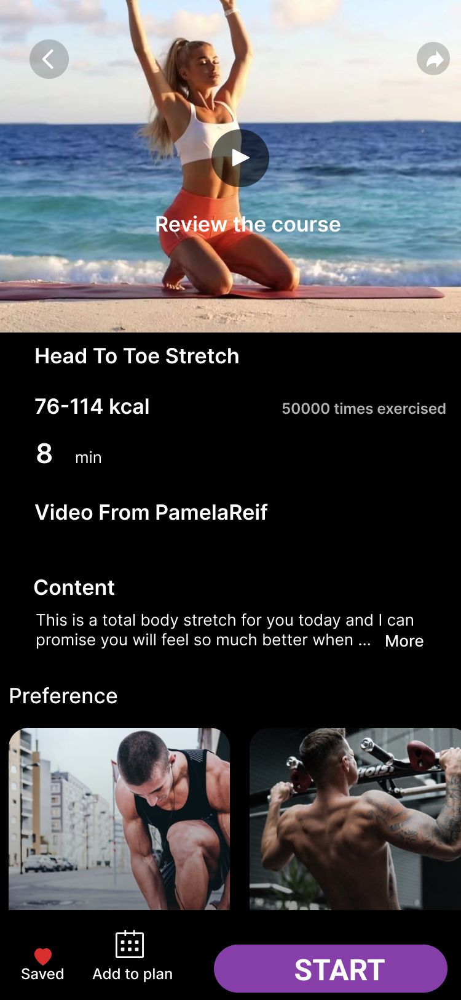 Review the course
Head To Toe Stretch
76-114 kcal
50000 times exercised
8 min
Video From PamelaReif
Content
This is a total body stretch for you today and I can
promise you will feel so much better when ... More
Preference
Saved
Add to plan
START